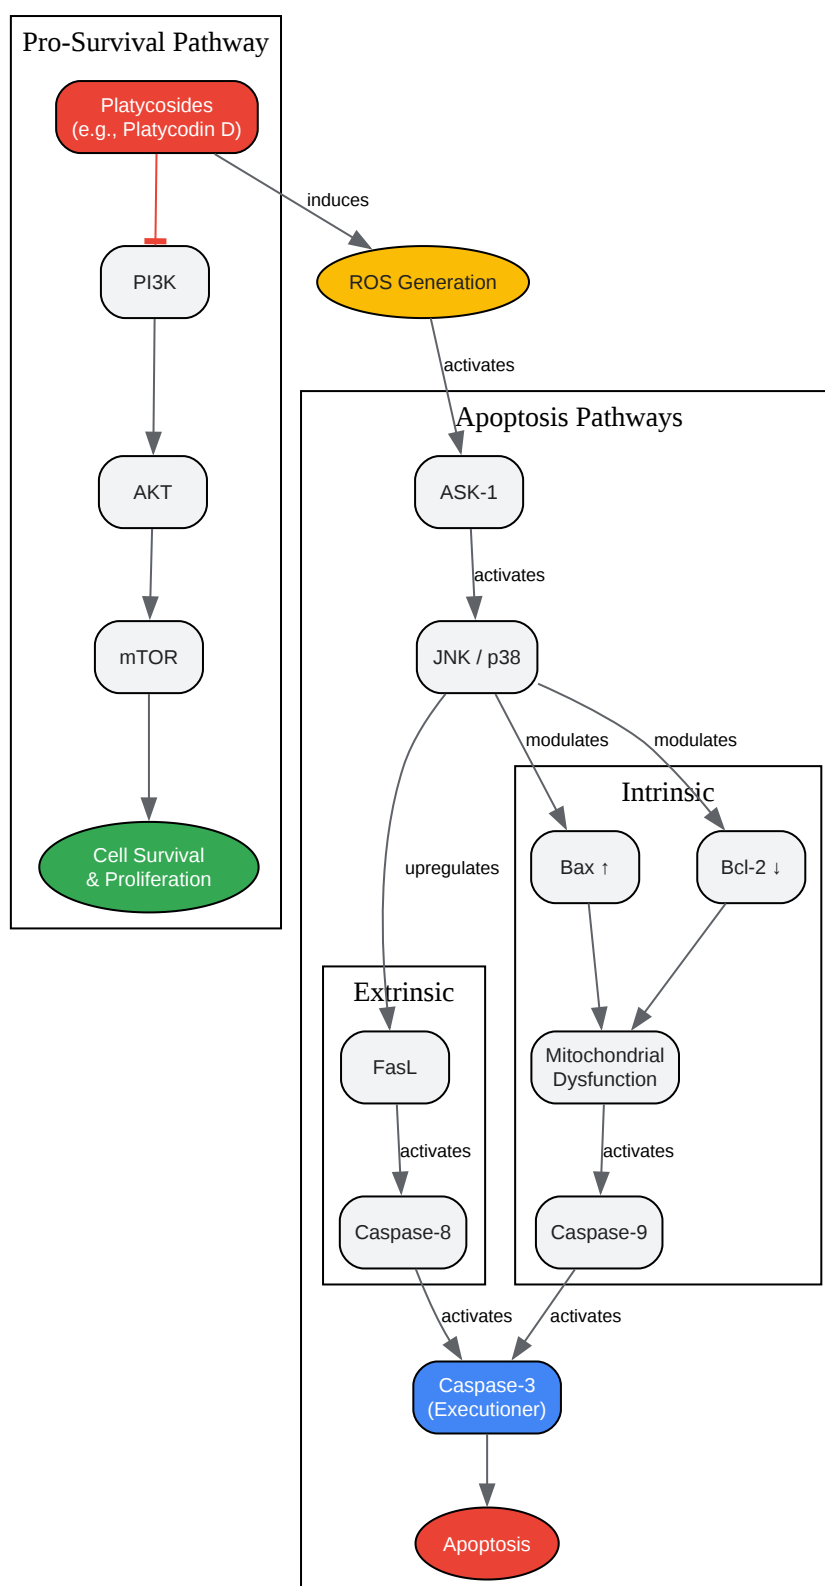 Pro-Survival Pathway
Platycosides
(e.g., Platycodin D)
induces
PI3K
ROS Generation
activates
Apoptosis Pathways
AKT
ASK-1
activates
mTOR
JNK / p38
modulates
modulates
Intrinsic
Cell Survival
& Proliferation
upregulates
Bax ↑
Bcl-2 ↓
Extrinsic
FasL
Mitochondrial
Dysfunction
activates
activates
Caspase-8
Caspase-9
activates
activates
Caspase-3
(Executioner)
Apoptosis